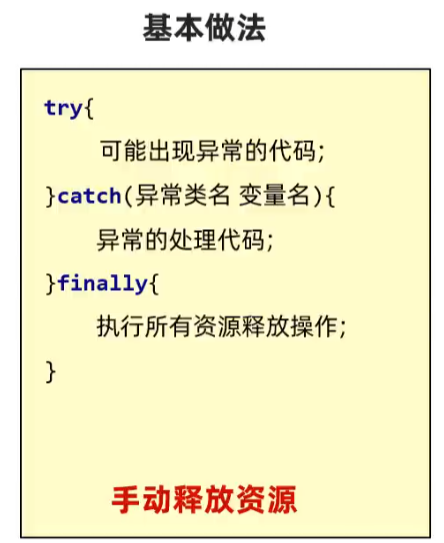 基本做法
try{
可能出现异常的代码;
}catch(异常类名 变量名){
异常的处理代码;
}finally{
执行所有资源释放操作;
}
手动释放资源